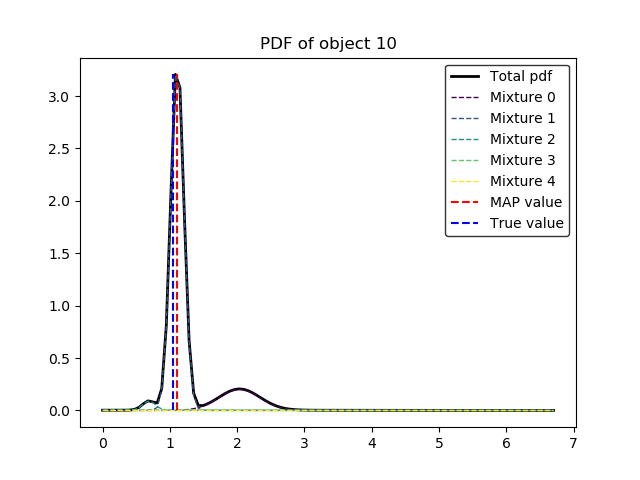 PDF of object 10
Total pdf
Mixture 0
Mixture 1
Mixture 2
Mixture 3
Mixture 4
MAP value
True value
3.0
2.5
2.0
1.5
1.0
0.5
0.0
0 1 2 3 4 5 6 7